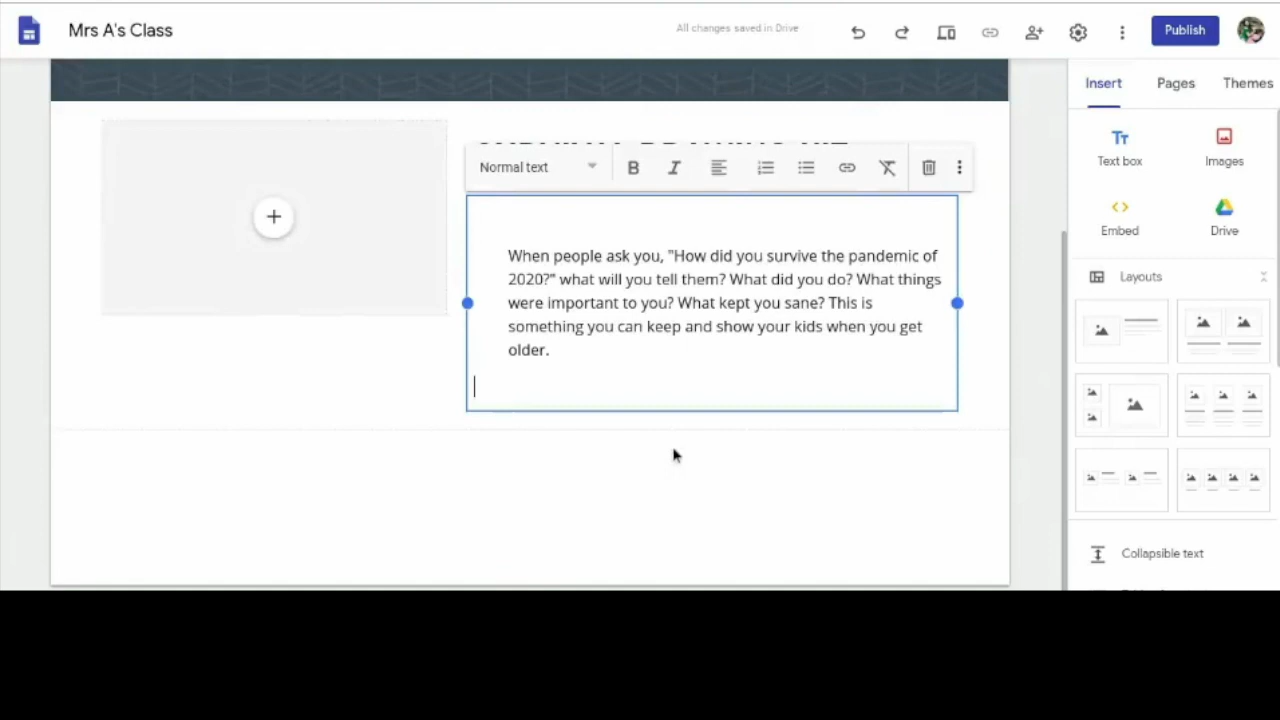 Mrs A's Class
All changes saved in Drive
Publish
Insert
Pages
Themes
Normal text
B
I
Tt
Text box
Images
Embed
Drive
When people ask you, "How did you survive the pandemic of
2020?" what will you tell them? What did you do? What things
were important to you? What kept you sane? This is
something you can keep and show your kids when you get
older.
Layouts
Collapsible text